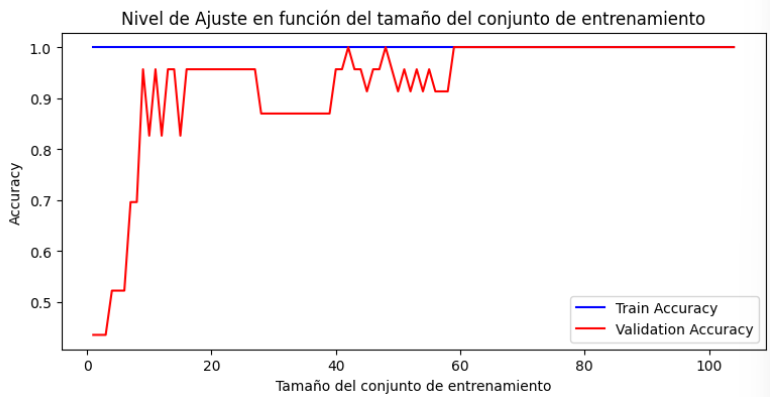 Nivel de Ajuste en función del tamaño del conjunto de entrenamiento
1.0
0.9
0.8
0.7
0.6
0.5
Accuracy
Train Accuracy
Validation Accuracy
0 20 40 60 80 100
Tamaño del conjunto de entrenamiento